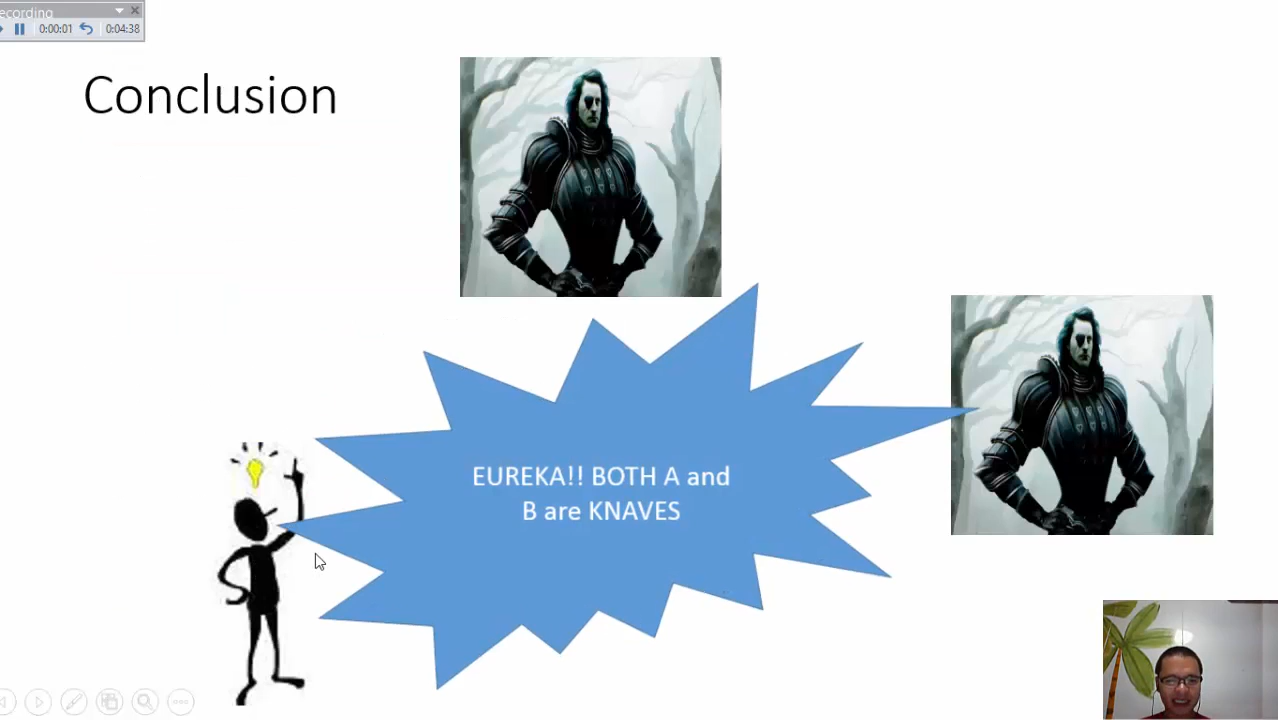 ecording
0:00:01
0:04:38
Conclusion
EUREKA!! BOTH A and
B are KNAVES